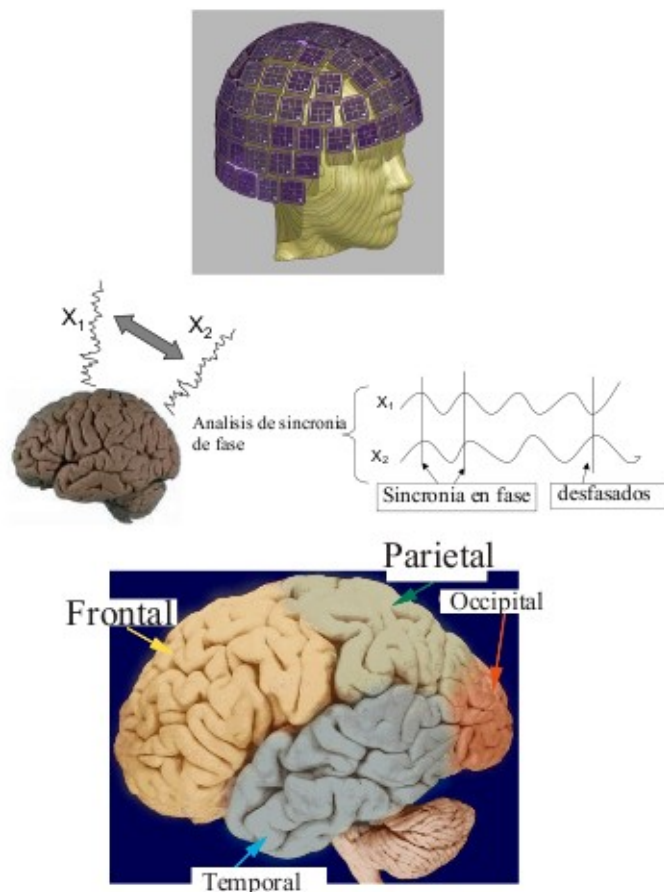 X₁
X₂
Analisis de sincronia
de fase
X₁
X₂
Sincronia en fase
desfasados
Parietal
Occipital
Frontal
Temporal